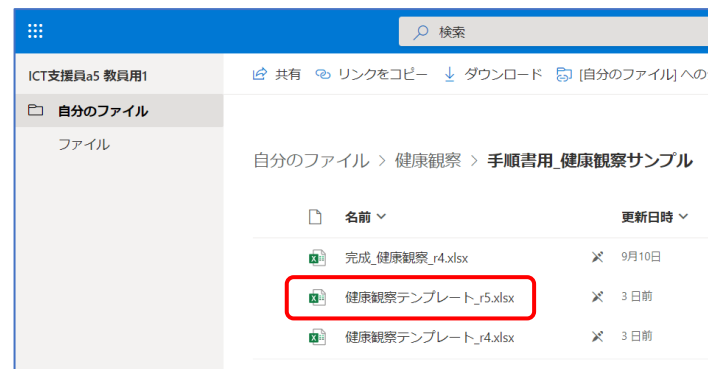 検索
ICT支援員a5 教員用1
共有 リンクをコピー ダウンロード [自分のファイル] への
自分のファイル
ファイル
自分のファイル > 健康観察 > 手順書用_健康観察サンプル
名前 更新日時
完成_健康観察_r4.xlsx 9月10日
健康観察テンプレート_r5.xlsx 3 日前
健康観察テンプレート_r4.xlsx 3 日前